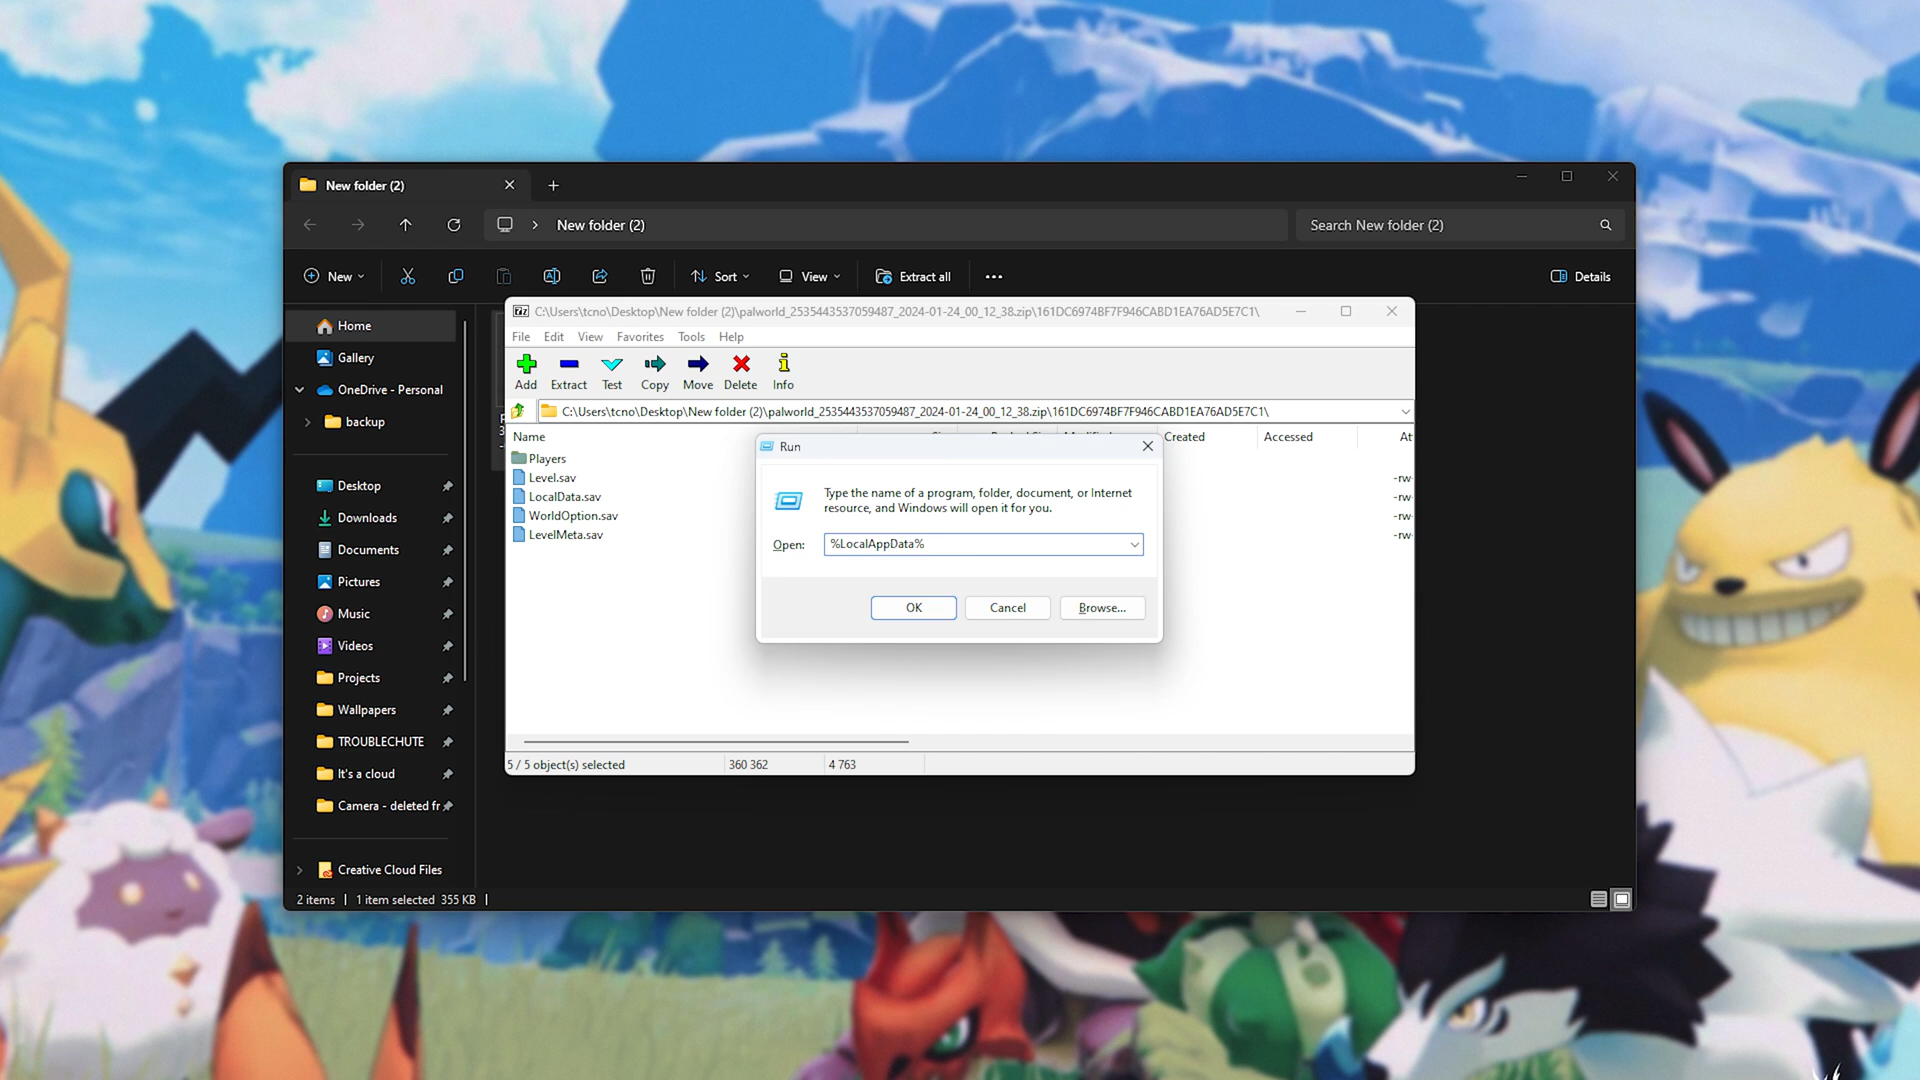 New folder (2)
New folder (2)
Search New folder (2)
New
Sort
View
Extract all
Details
Home
Gallery
OneDrive - Personal
backup
Desktop
Downloads
Documents
Pictures
Music
Videos
Projects
Wallpapers
TROUBLECHUTE
It's a cloud
Camera - deleted fr
Creative Cloud Files
2 items
1 item selected 355 KB
C:\Users\tcno\Desktop\New folder (2)\palworld_2535443537059487_2024-01-24_00_12_38.zip\161DC6974BF7F946CABD1EA76AD5E7C1\
File Edit View Favorites Tools Help
Add Extract Test Copy Move Delete Info
C:\Users\tcno\Desktop\New folder (2)\palworld_2535443537059487_2024-01-24_00_12_38.zip\161DC6974BF7F946CABD1EA76AD5E7C1\
Name Created Accessed At
Players
Level.sav -rw-
LocalData.sav -rw-
WorldOption.sav -rw-
LevelMeta.sav -rw-
5 / 5 object(s) selected 360 362 4 763
Run
Type the name of a program, folder, document, or Internet
resource, and Windows will open it for you.
Open: %LocalAppData%
OK Cancel Browse...